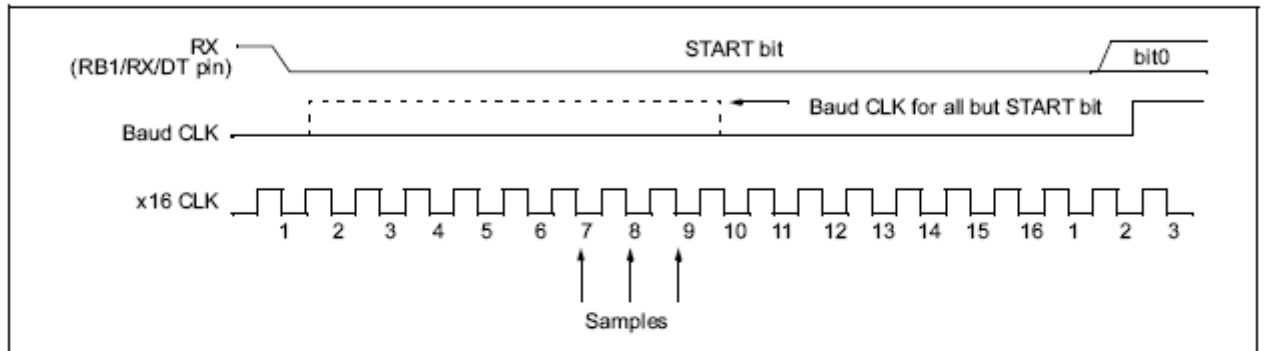 RX START bit
(RB1/RX/DT pin) bit0
Baud CLK for all but START bit
Baud CLK
x16 CLK
1 2 3 4 5 6 7 8 9 10 11 12 13 14 15 16 1 2 3
Samples